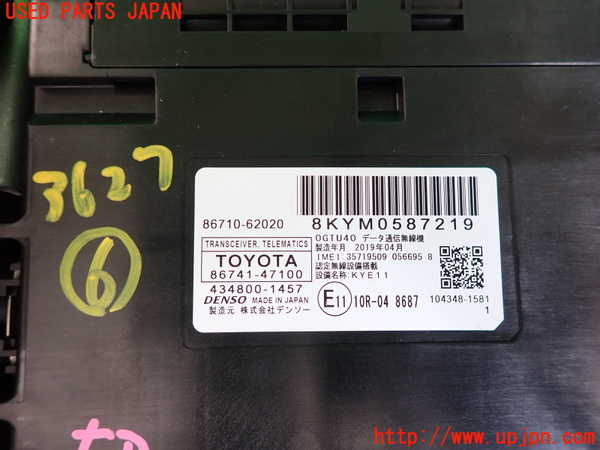 USED PARTS JAPAN
3627
6
86710-62020
8KYM0587219
TRANSCEIVER, TELEMATICS
TOYOTA
86741-47100
434800-1457
DENSO MADE IN JAPAN
製造元 株式会社デンソー
0GTU40 データ通信無線機
製造年月 2019年04月
IMEI 35719509 056695 8
認定無線設備搭載
設備名称:KYE11
E11 10R-04 8687
104348-1581
1
http://www.upjpn.com/